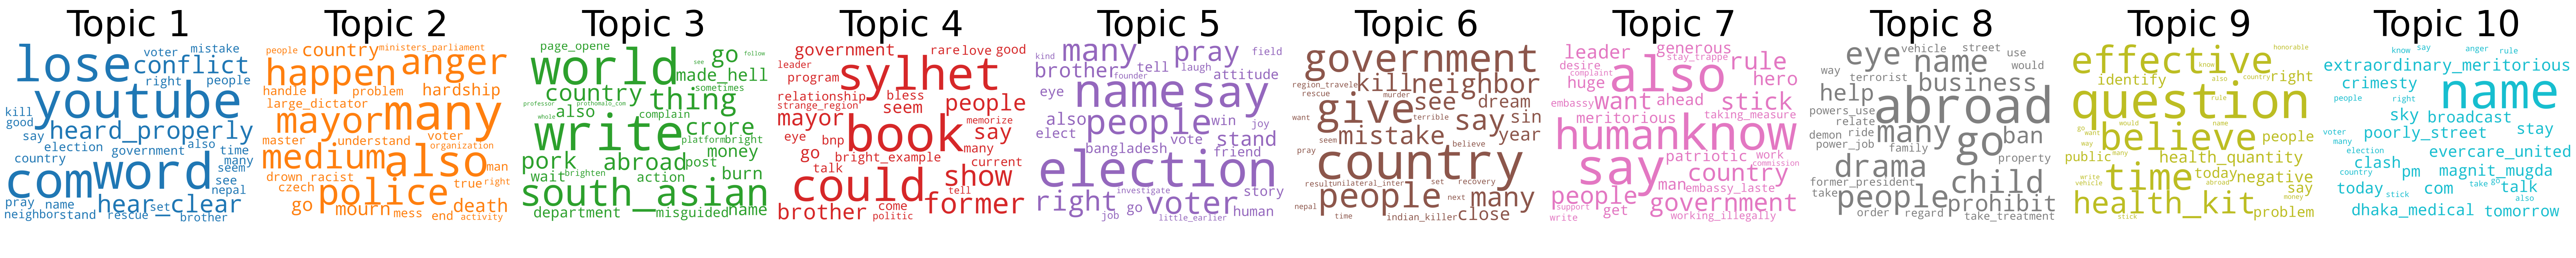 Topic 1
voter mistake
lose conflict
right people
youtube
kill
good
say heard_properly
election government also time
country many
com word seem
see
nepal
pray name hear set clear
neighbor stand rescue brother
Topic 2
people country ministers_parliament
happen anger
handle problem hardship
large_dictator
mayor many
master understand voter organization
medium also
drown_racist man
czech police true right
go mourn mess end death activity
Topic 3
page_opene go follow
world see
made_hell
country thing sometimes
professor prothomalo_com
also complain crore
whole write platform bright
pork abroad post money
wait brighten action burn
south_asian
department misguided name
Topic 4
government rare love good
leader sylhet
program
relationship bless people
strange_region seem
mayor book memorize
eye bnp say
go bright_example many current
talk could show
tell
brother come former
politic
Topic 5
kind many pray field
brother tell laugh attitude
founder
eye name say
also people win joy
elect vote stand
bangladesh friend
election
right investigate voter story
job go human
little_earlier
Topic 6
government
region_travele kill neighbor
rescue give see dream
terrible say sin
want mistake year
seem believe
pray country
result unilateral_inter set recovery
people next many
nepal murder indian_killer close
time
Topic 7
leader generous
desire stay_trappe rule
complaint also
huge hero
embassy want ahead stick
meritorious taking_measure
human know
patriotic work
say country commission
people man embassy_laste
support get government
write working_illegally
Topic 8
eye vehicle street use
way name would
terrorist business
help
powers_use abroad
relate
demon ride many go ban
power_job family
drama child property
former_president
take people prohibit
order regard take_treatment
Topic 9
effective honorable
know
identify also country right
question
rule
want name
go would believe people
way many
public health_quantity
time today negative
write abroad say
vehicle health_kit money
stick problem
Topic 10
know say anger rule
extraordinary_meritorious
crimesty name
people right
sky broadcast
voter poorly_street stay
many
election evercare_united
clash pm
country magnit_mugda
today stick com take go talk
also
dhaka_medical tomorrow